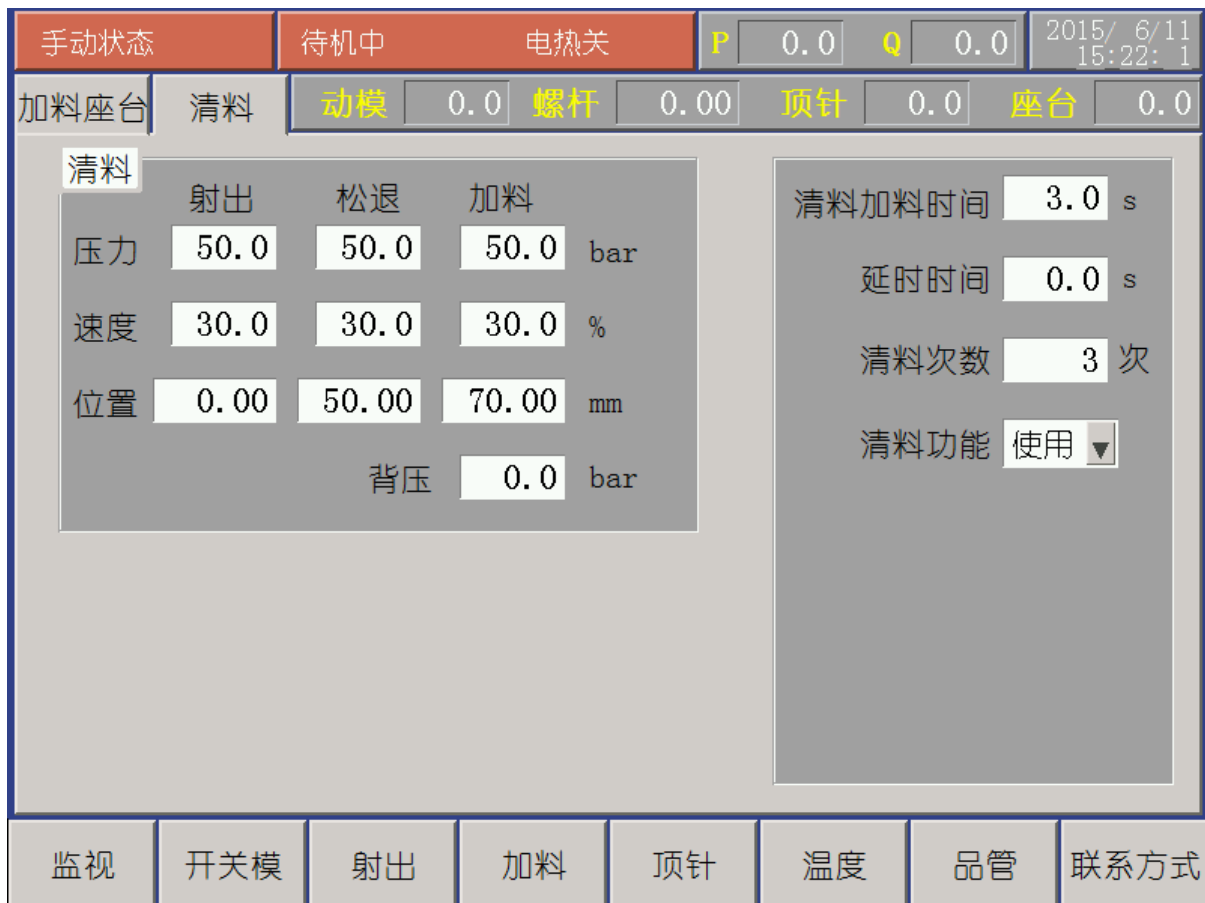 手动状态 待机中 电热关 P 0.0 Q 0.0 2015/ 6/11
15:22: 1
加料座台 清料 动模 0.0 螺杆 0.00 顶针 0.0 座台 0.0
清料
射出 松退 加料
压力 50.0 50.0 50.0 bar
速度 30.0 30.0 30.0 %
位置 0.00 50.00 70.00 mm
背压 0.0 bar
清料加料时间 3.0 s
延时时间 0.0 s
清料次数 3 次
清料功能 使用
监视 开关模 射出 加料 顶针 温度 品管 联系方式